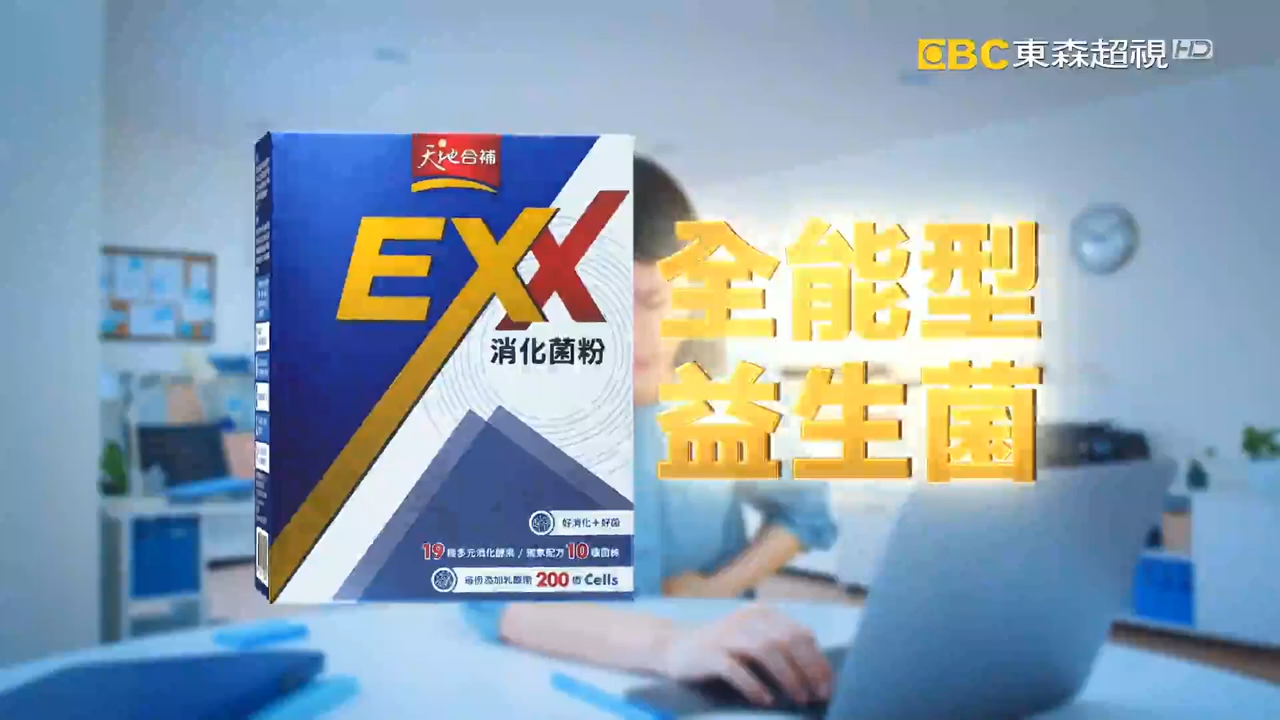 EBC東森超視HD
天地合補
EXX
消化菌粉
全能型
益生菌
好消化+好菌
19種多元消化酵素 / 獨家配方10種菌株
每份添加乳酸菌200億Cells